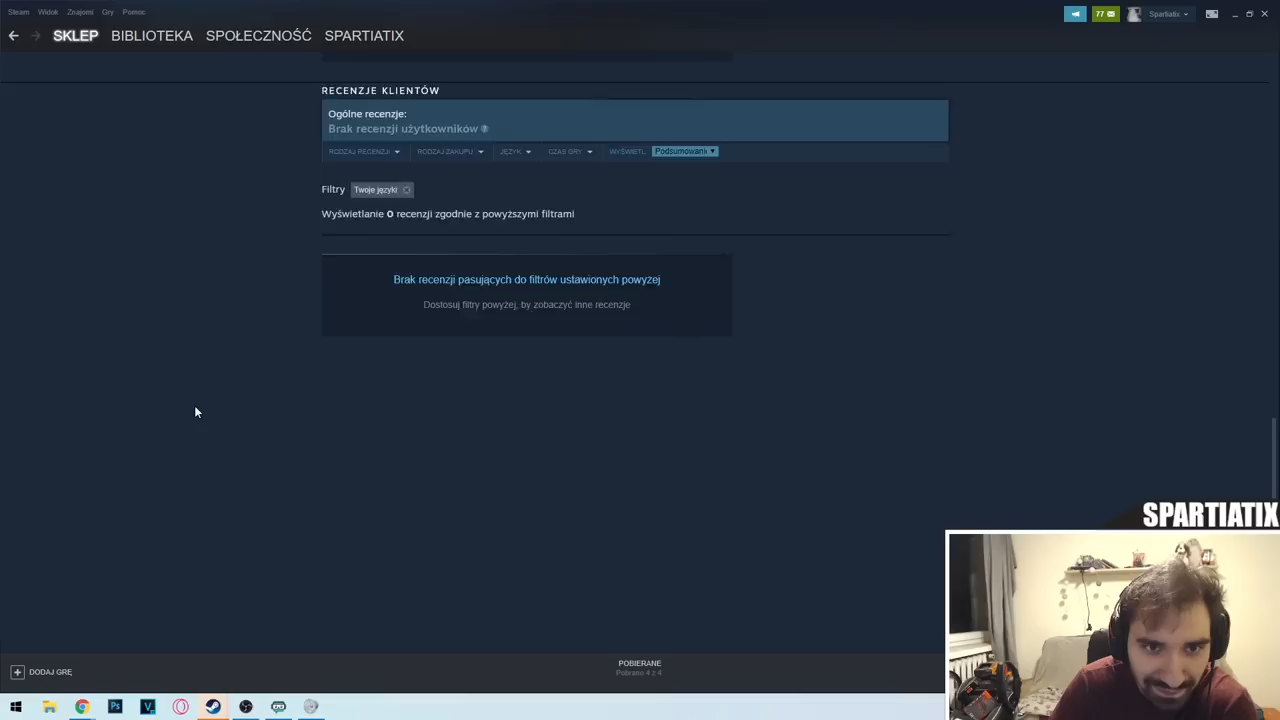 Steam Widok Znajomi Gry Pomoc
77 Spartiatix
SKLEP BIBLIOTEKA SPOŁECZNOŚĆ SPARTIATIX
RECENZJE KLIENTÓW
Ogólne recenzje:
Brak recenzji użytkowników ?
RODZAJ RECENZJI RODZAJ ZAKUPU JĘZYK CZAS GRY WYŚWIETL. Podsumowanie
Filtry Twoje języki
Wyświetlanie 0 recenzji zgodnie z powyższymi filtrami
Brak recenzji pasujących do filtrów ustawionych powyżej
Dostosuj filtry powyżej, by zobaczyć inne recenzje
SPARTIATIX
POBIERANE
+ DODAJ GRĘ
Pobrano 4 z 4
Ps V